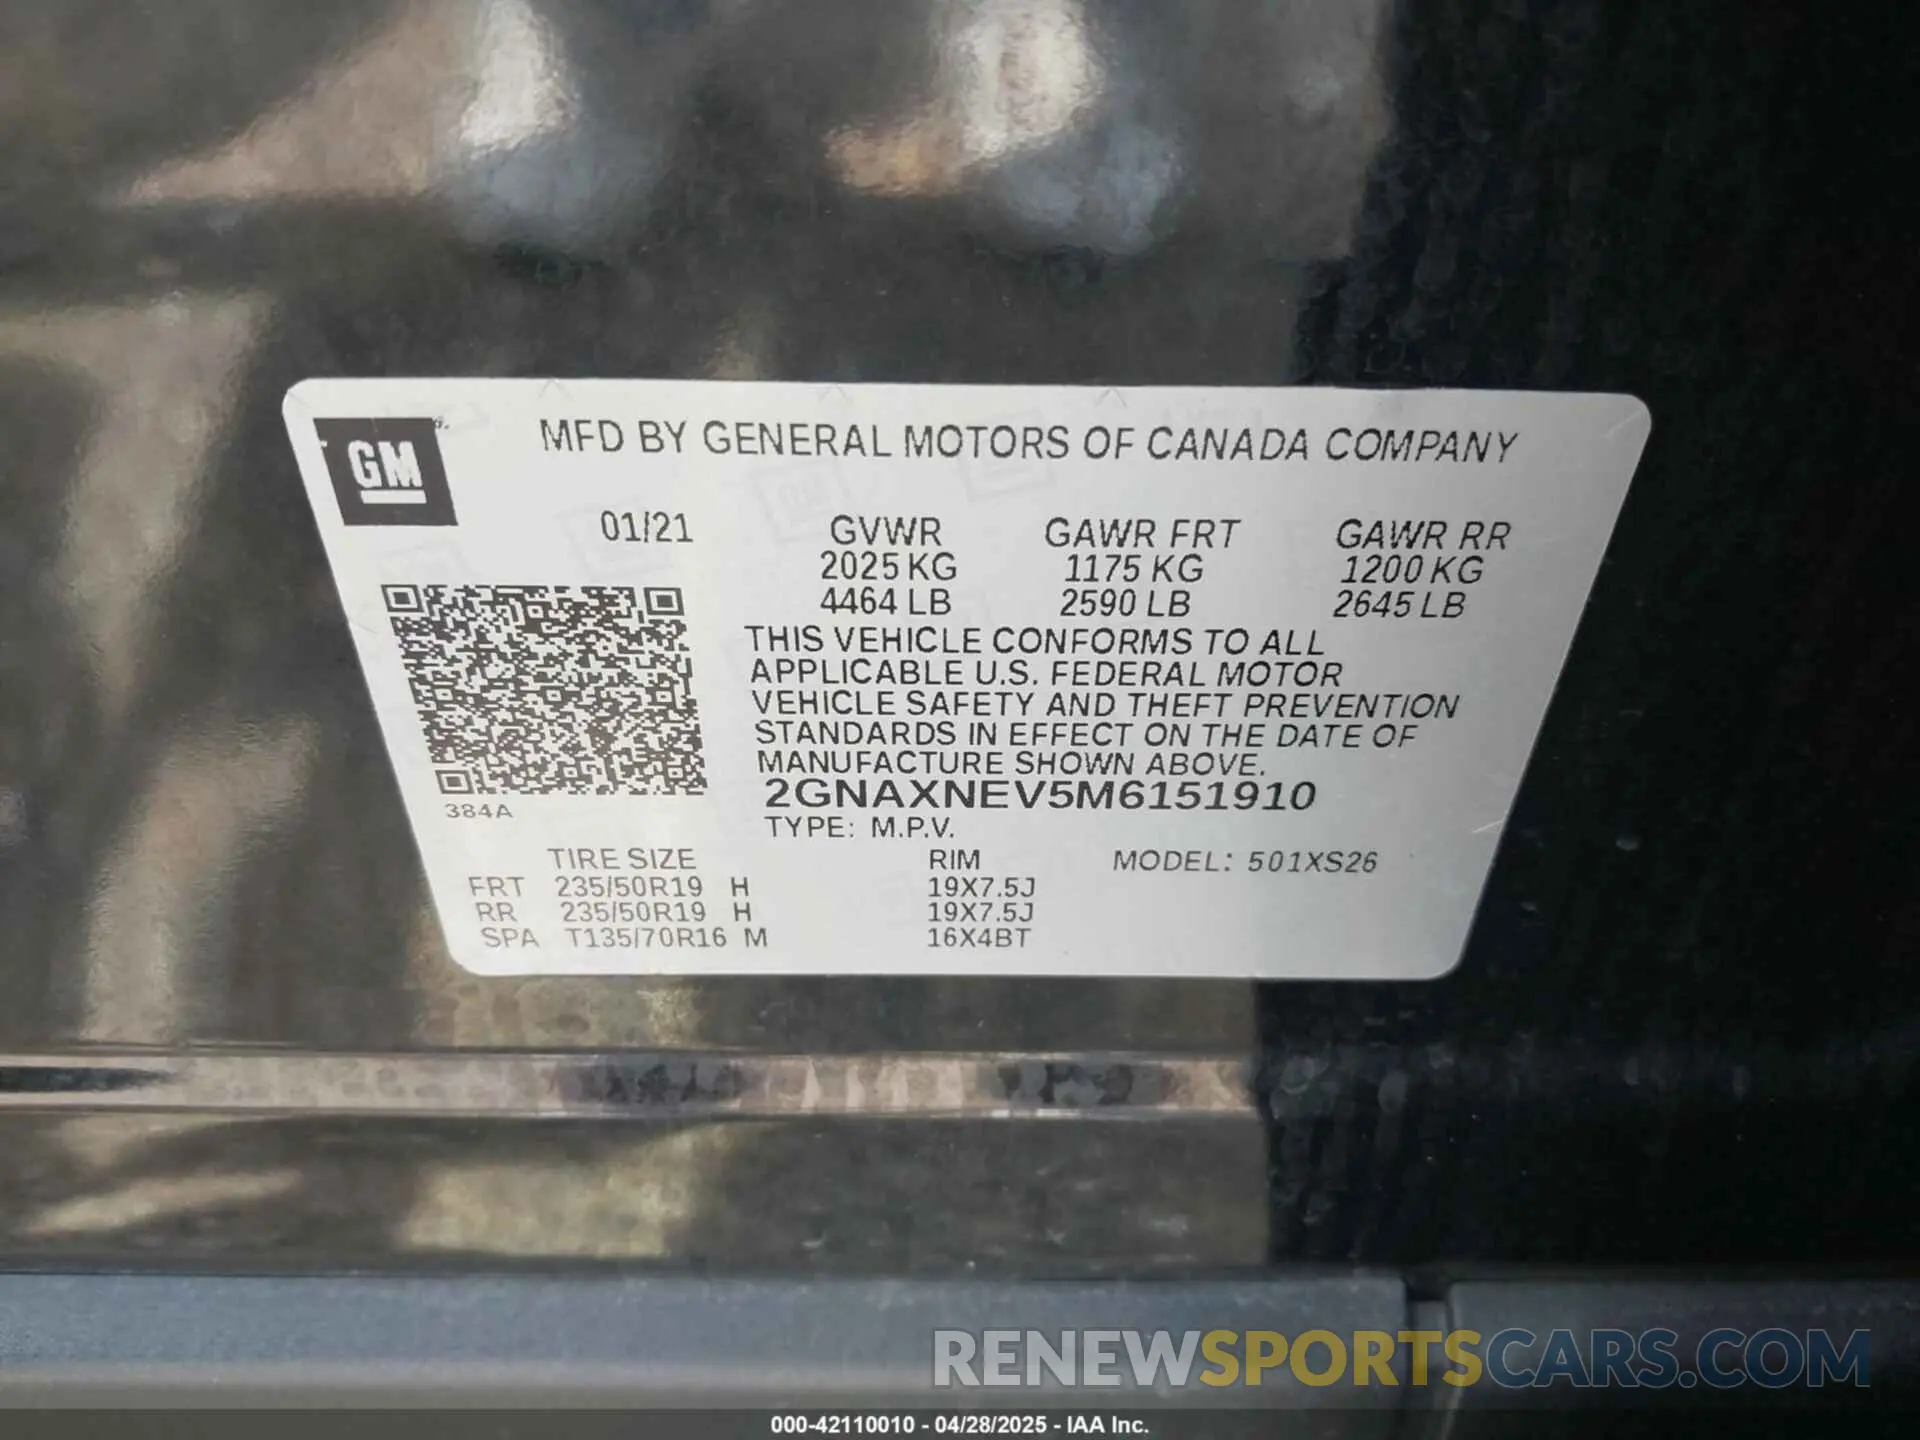 GM
MFD BY GENERAL MOTORS OF CANADA COMPANY
01/21 GVWR GAWR FRT GAWR RR
2025 KG 1175 KG 1200 KG
4464 LB 2590 LB 2645 LB
THIS VEHICLE CONFORMS TO ALL
APPLICABLE U.S. FEDERAL MOTOR
VEHICLE SAFETY AND THEFT PREVENTION
STANDARDS IN EFFECT ON THE DATE OF
MANUFACTURE SHOWN ABOVE.
2GNAXNEV5M6151910
384A
TYPE: M.P.V.
TIRE SIZE RIM MODEL: 501XS26
FRT 235/50R19 H 19X7.5J
RR 235/50R19 H 19X7.5J
SPA T135/70R16 M 16X4BT
RENEWSPORTSCARS.COM
000-42110010 - 04/28/2025 - IAA Inc.